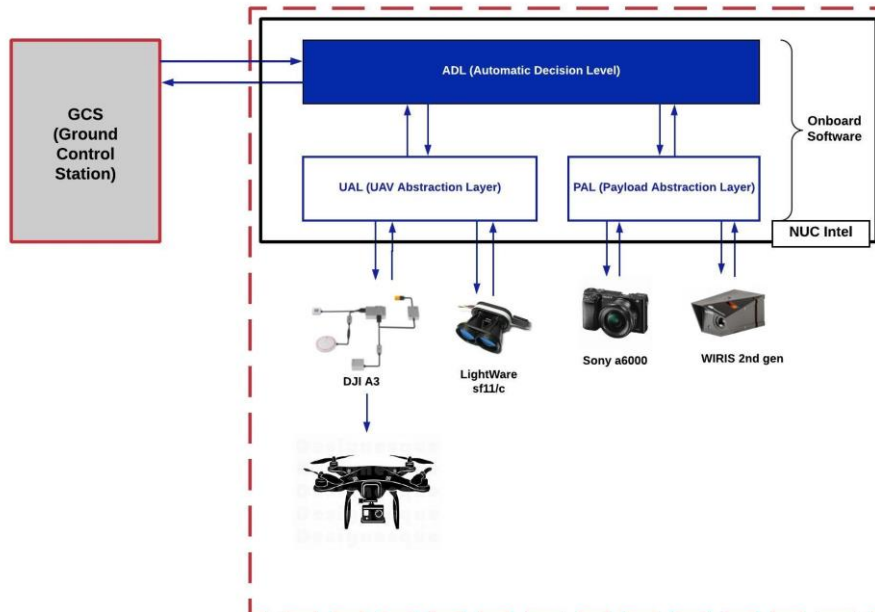 ADL (Automatic Decision Level)
GCS
(Ground
Control
Station)
Onboard
Software
UAL (UAV Abstraction Layer)
PAL (Payload Abstraction Layer)
NUC Intel
DJI A3
LightWare
sf11/c
Sony a6000
WIRIS 2nd gen